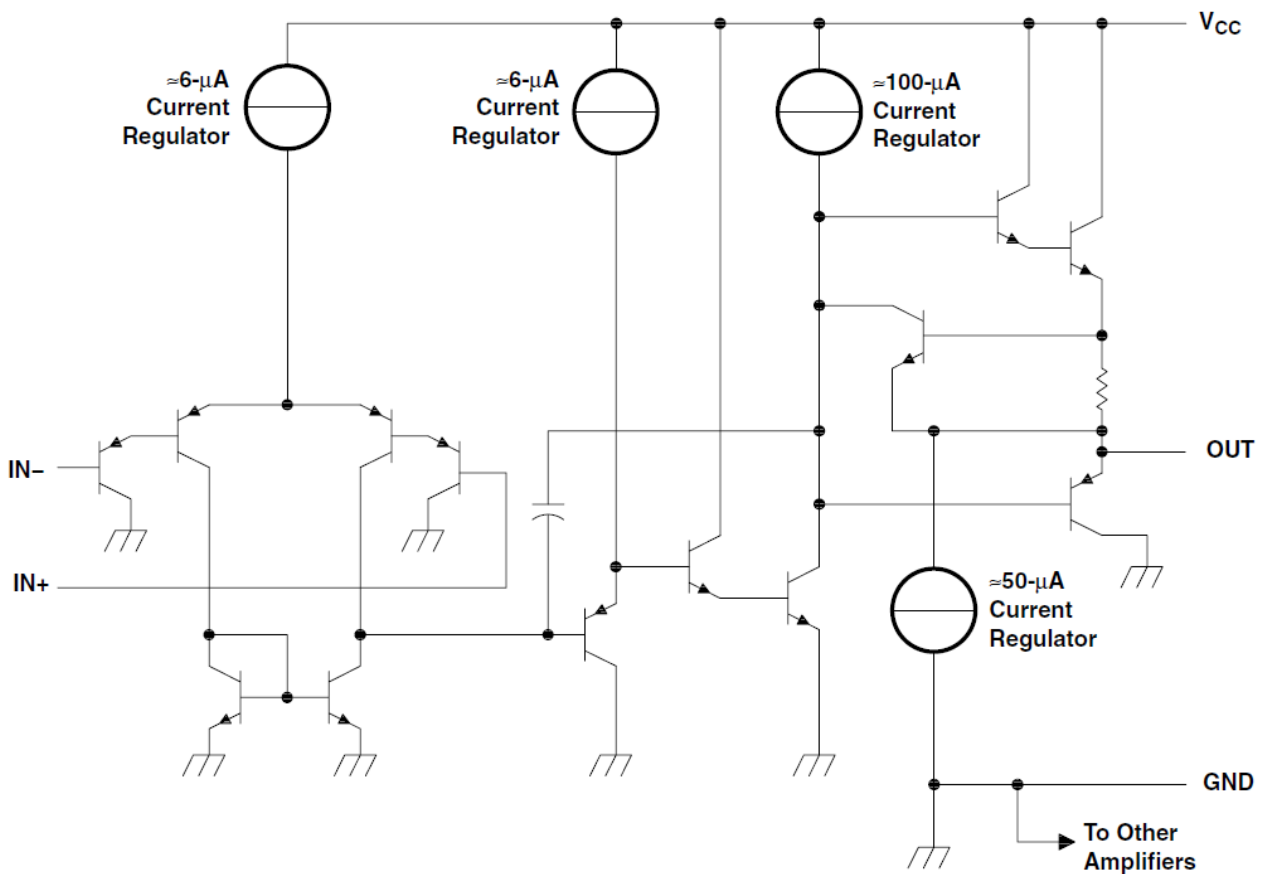 V_CC
≈6-μA
Current
Regulator
≈6-μA
Current
Regulator
≈100-μA
Current
Regulator
IN−
OUT
IN+
≈50-μA
Current
Regulator
GND
To Other
Amplifiers